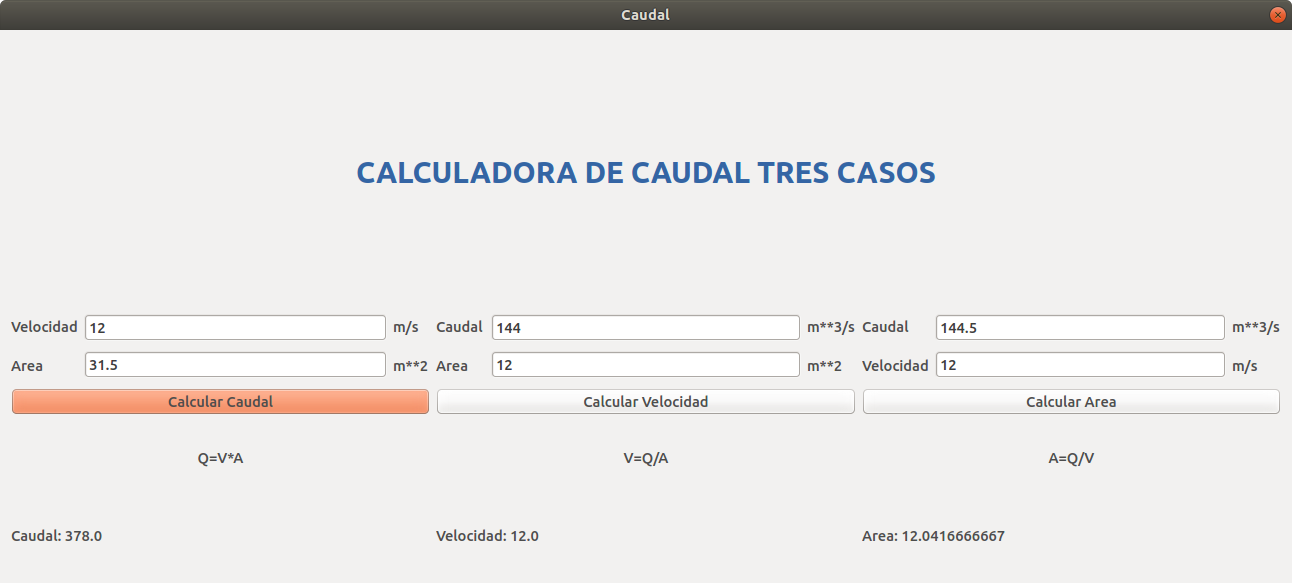 Caudal
CALCULADORA DE CAUDAL TRES CASOS
Velocidad 12 m/s Caudal 144 m**3/s Caudal 144.5 m**3/s
Area 31.5 m**2 Area 12 m**2 Velocidad 12 m/s
Calcular Caudal Calcular Velocidad Calcular Area
Q=V*A V=Q/A A=Q/V
Caudal: 378.0 Velocidad: 12.0 Area: 12.0416666667